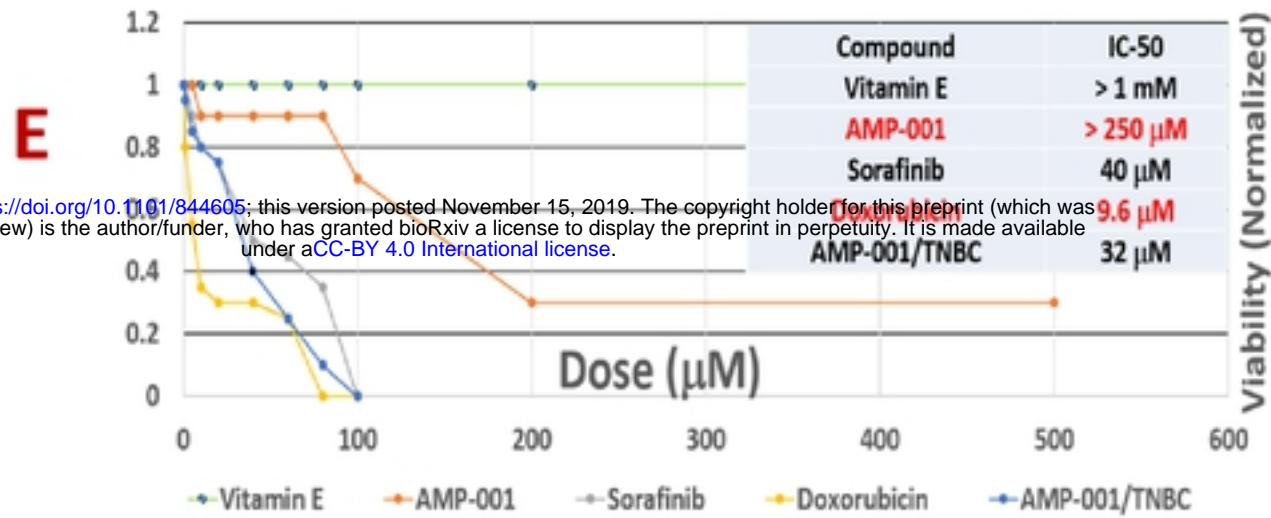 1.2
Compound IC-50
Vitamin E > 1 mM
1
E
AMP-001 > 250 μM
0.8
Sorafinib 40 μM
s://doi.org/10.1101/844605; this version posted November 15, 2019. The copyright holder for this preprint (which was
0.6
Doxorubicin 9.6 μM
ew) is the author/funder, who has granted bioRxiv a license to display the preprint in perpetuity. It is made available
under aCC-BY 4.0 International license.
AMP-001/TNBC 32 μM
0.4
0.2
Dose (μM)
0
Viability (Normalized)
0 100 200 300 400 500 600
Vitamin E AMP-001 Sorafinib Doxorubicin AMP-001/TNBC